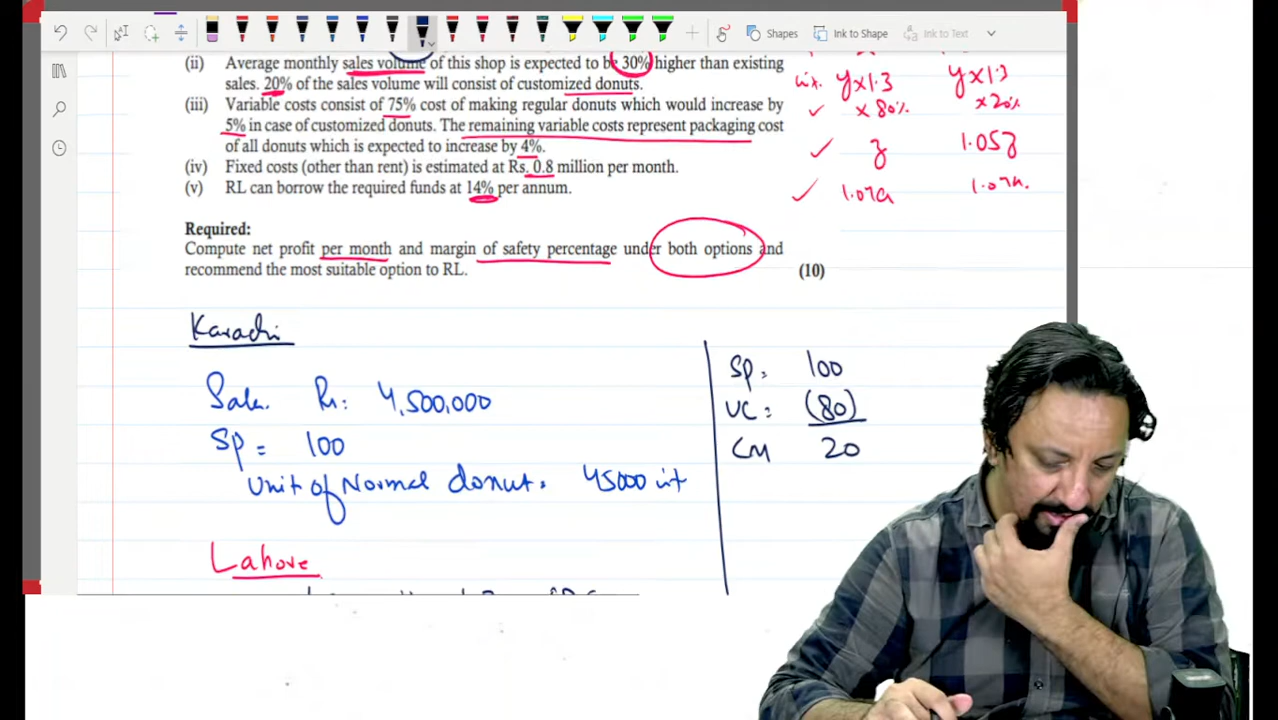 Shapes Ink to Shape Ink to Text
(ii) Average monthly sales volume of this shop is expected to be 30% higher than existing
sales. 20% of the sales volume will consist of customized donuts.
(iii) Variable costs consist of 75% cost of making regular donuts which would increase by
5% in case of customized donuts. The remaining variable costs represent packaging cost
of all donuts which is expected to increase by 4%.
(iv) Fixed costs (other than rent) is estimated at Rs. 0.8 million per month.
(v) RL can borrow the required funds at 14% per annum.
Required:
Compute net profit per month and margin of safety percentage under both options and
recommend the most suitable option to RL.
(10)
y×1.3 y×1.3
×80% ×20%
z 1.05z
Karachi
Sale. Rs: 4,500,000
SP = 100
Unit of Normal donut = 45000 unit
Lahore
SP = 100
VC = (80)
CM 20